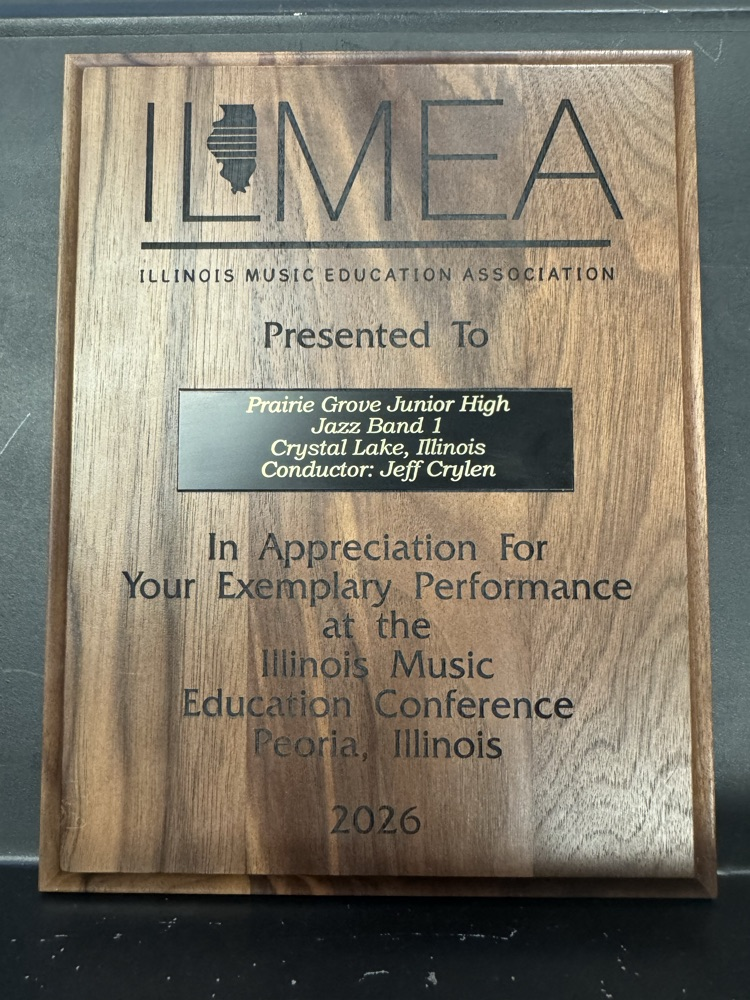 ILMEA
ILLINOIS MUSIC EDUCATION ASSOCIATION
Presented To
Prairie Grove Junior High
Jazz Band 1
Crystal Lake, Illinois
Conductor: Jeff Crylen
In Appreciation For
Your Exemplary Performance
at the
Illinois Music
Education Conference
Peoria, Illinois
2026